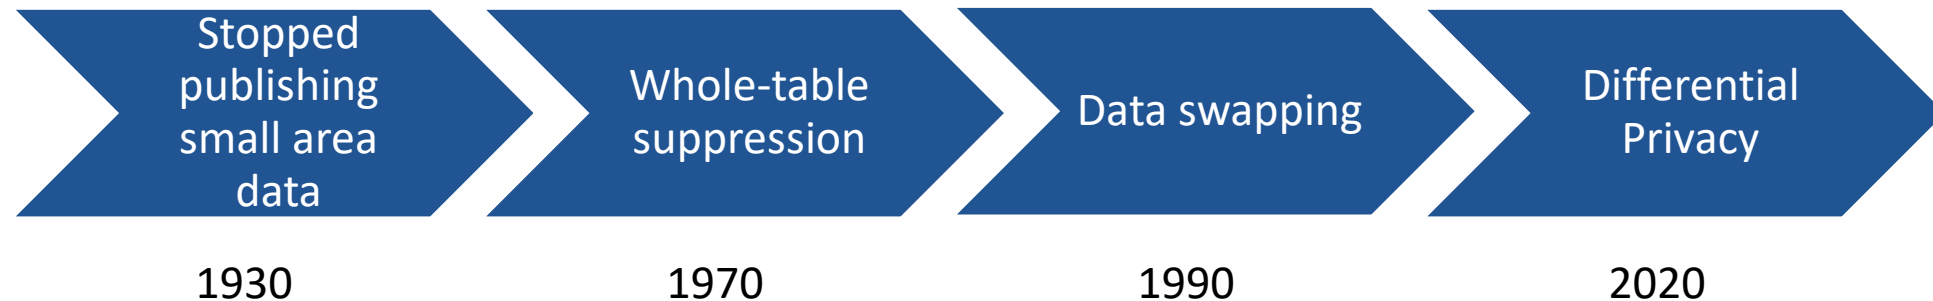 Stopped
publishing
small area
data
Whole-table
suppression
Data swapping
Differential
Privacy
1930
1970
1990
2020